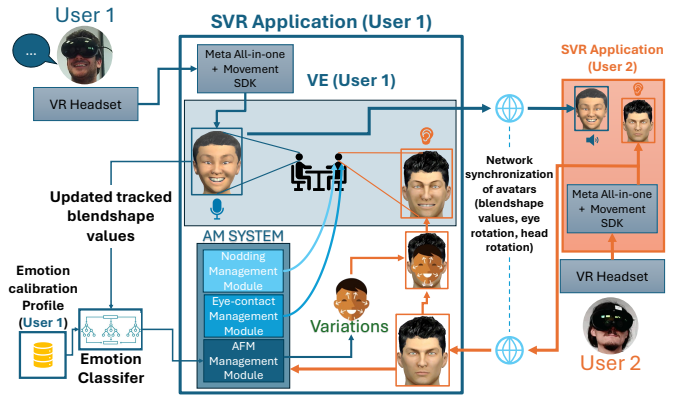 User 1
...
VR Headset
SVR Application (User 1)
Meta All-in-one
+ Movement
SDK
VE (User 1)
Updated tracked
blendshape
values
Emotion
calibration
Profile
(User 1)
Emotion
Classifer
AM SYSTEM
Nodding
Management
Module
Eye-contact
Management
Module
AFM
Management
Module
Variations
Network
synchronization
of avatars
(blendshape
values, eye
rotation, head
rotation)
SVR Application
(User 2)
Meta All-in-one
+ Movement
SDK
VR Headset
User 2